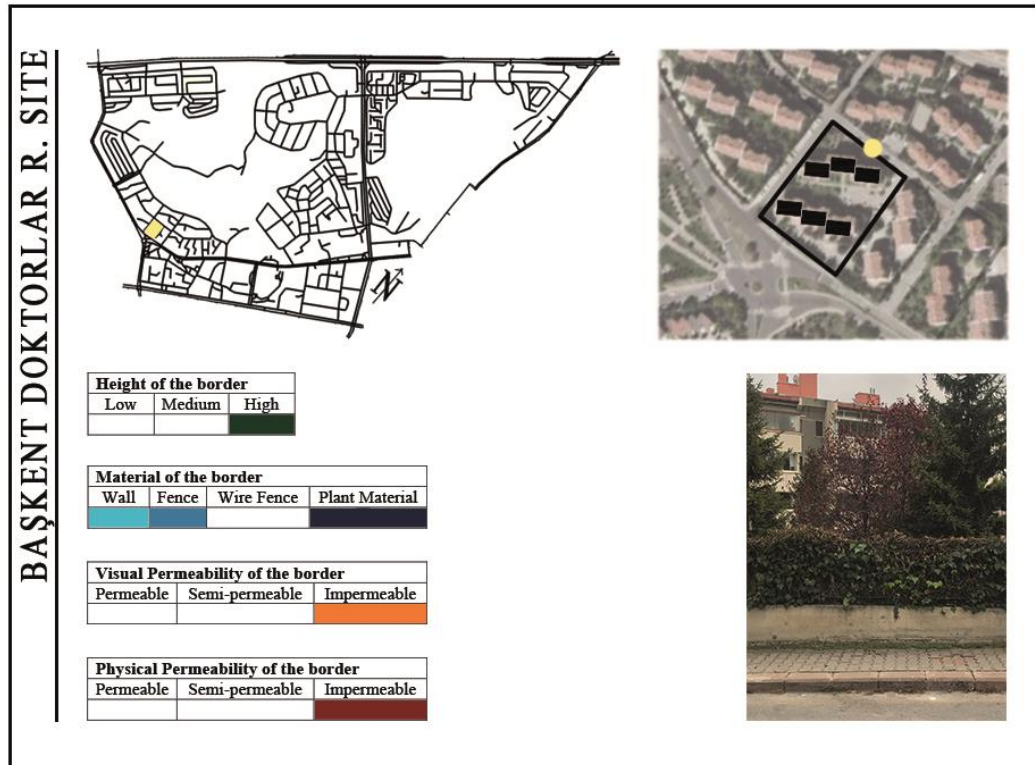 BAŞKENT DOKTORLAR R. SITE
N
Height of the border
Low Medium High
Material of the border
Wall Fence Wire Fence Plant Material
Visual Permeability of the border
Permeable Semi-permeable Impermeable
Physical Permeability of the border
Permeable Semi-permeable Impermeable